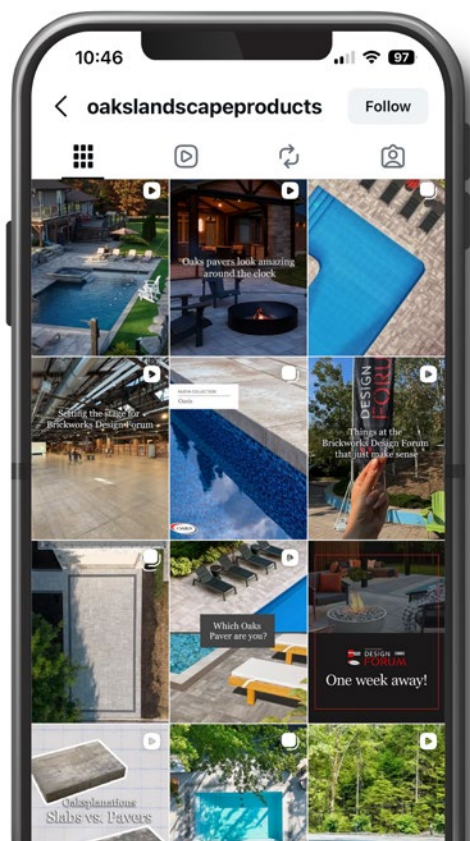 10:46
97
oakslandscapeproducts
Follow
Oaks pavers look amazing
around the clock
Setting the stage for
Brickworks Design Forum
Oasis
OAKS
DESIGN
FORUM
Things at the
Brickworks Design Forum
that just make sense
Which Oaks
Paver are you?
DESIGN
FORUM
One week away!
Oaksplanations
Slabs vs. Pavers